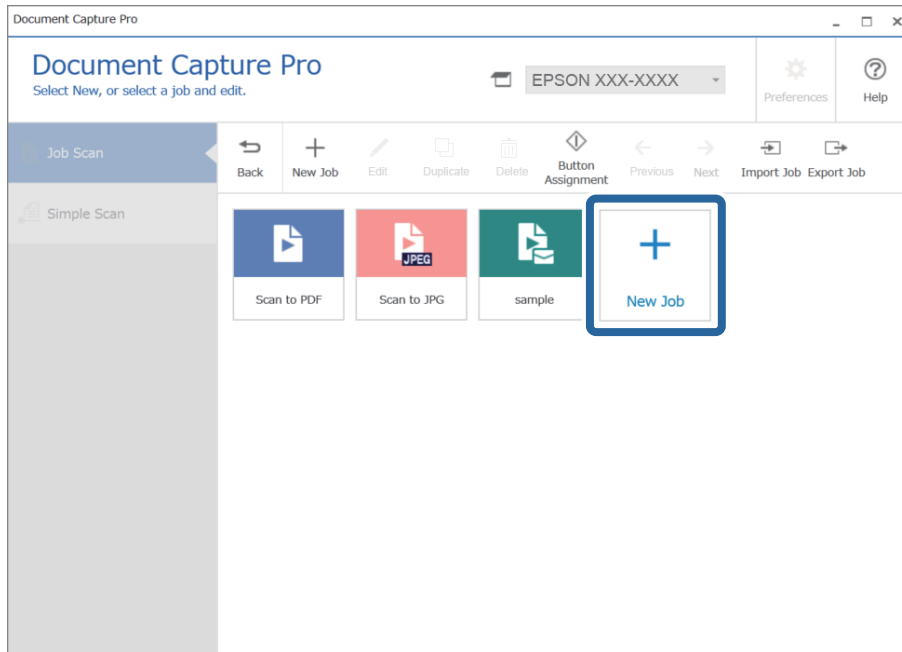 Document Capture Pro
Document Capture Pro
Select New, or select a job and edit.
EPSON XXX-XXXX
Preferences
Help
Job Scan
Simple Scan
Back
New Job
Edit
Duplicate
Delete
Button
Assignment
Previous
Next
Import Job
Export Job
JPEG
Scan to PDF
Scan to JPG
sample
New Job